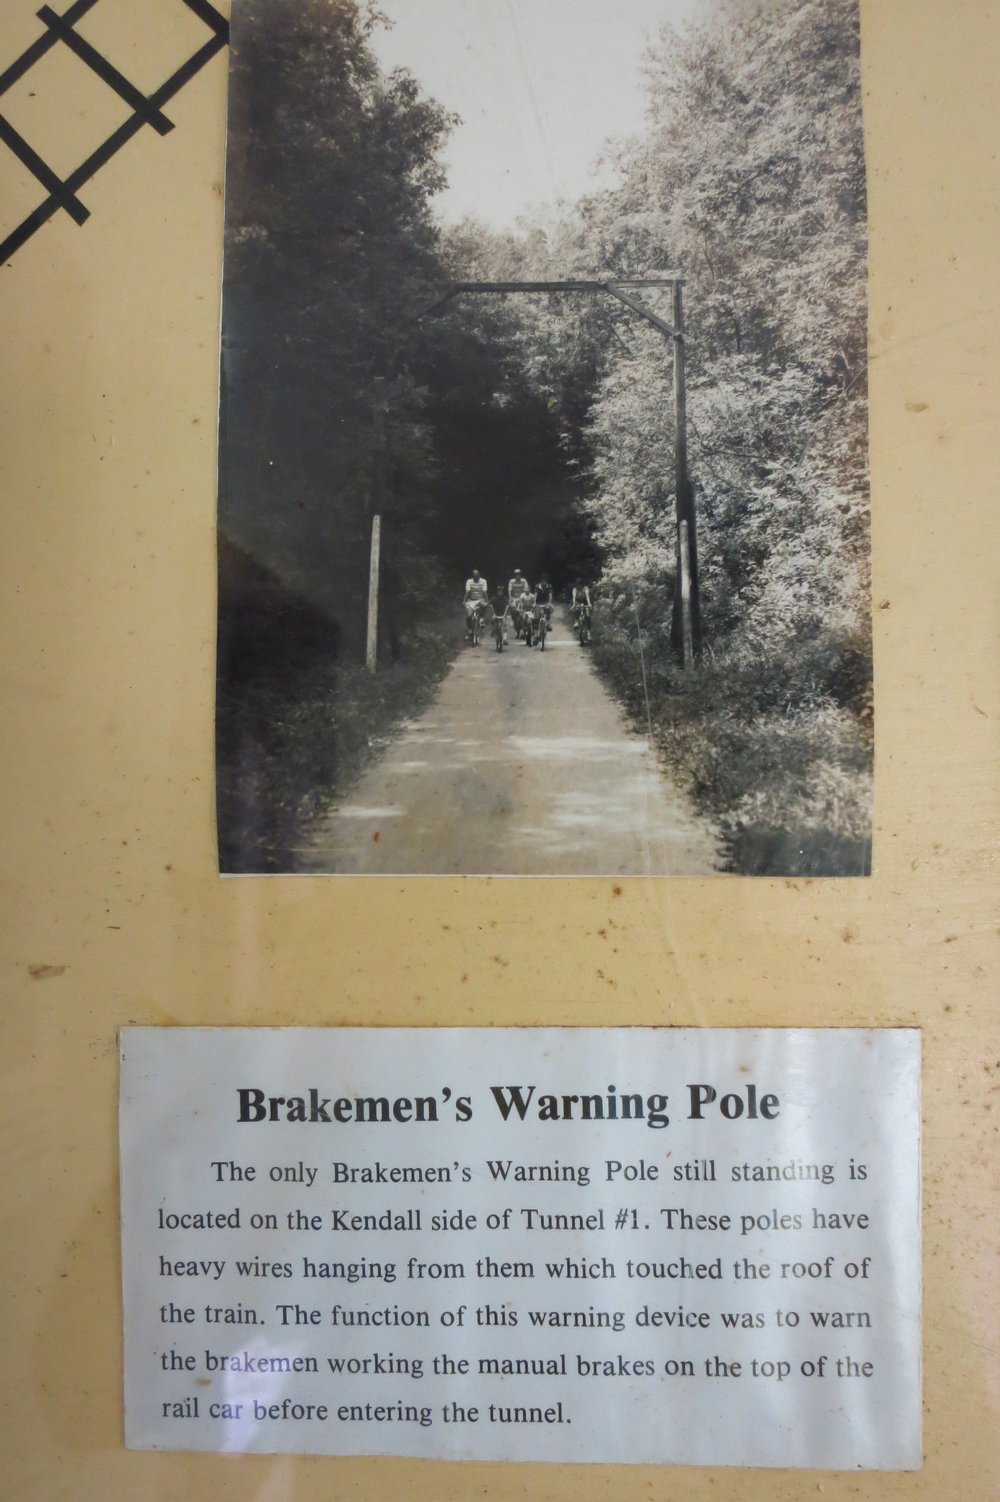 Brakemen's Warning Pole
The only Brakemen's Warning Pole still standing is
located on the Kendall side of Tunnel #1. These poles have
heavy wires hanging from them which touched the roof of
the train. The function of this warning device was to warn
the brakemen working the manual brakes on the top of the
rail car before entering the tunnel.